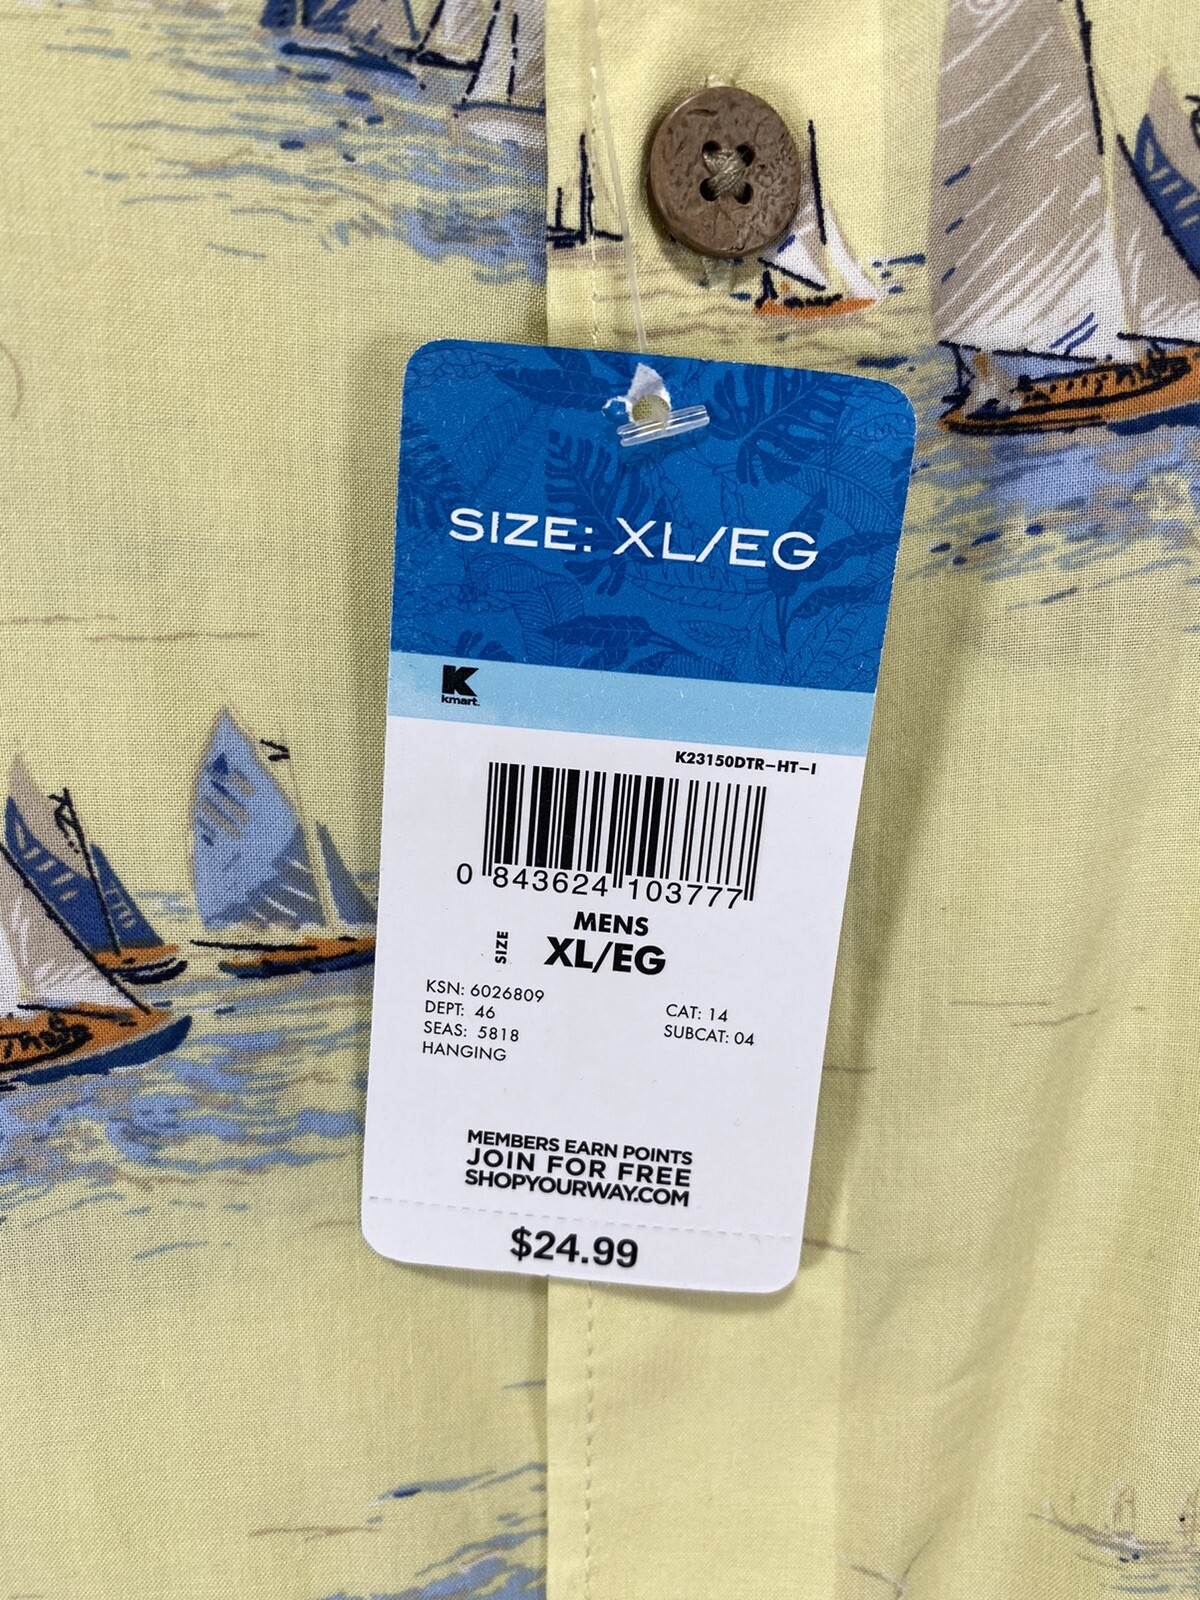 SIZE: XL/EG
K
kmart.
K23150DTR-HT-I
0 843624 103777
MENS
SIZE XL/EG
KSN: 6026809
DEPT: 46
SEAS: 5818
HANGING
CAT: 14
SUBCAT: 04
MEMBERS EARN POINTS
JOIN FOR FREE
SHOPYOURWAY.COM
$24.99